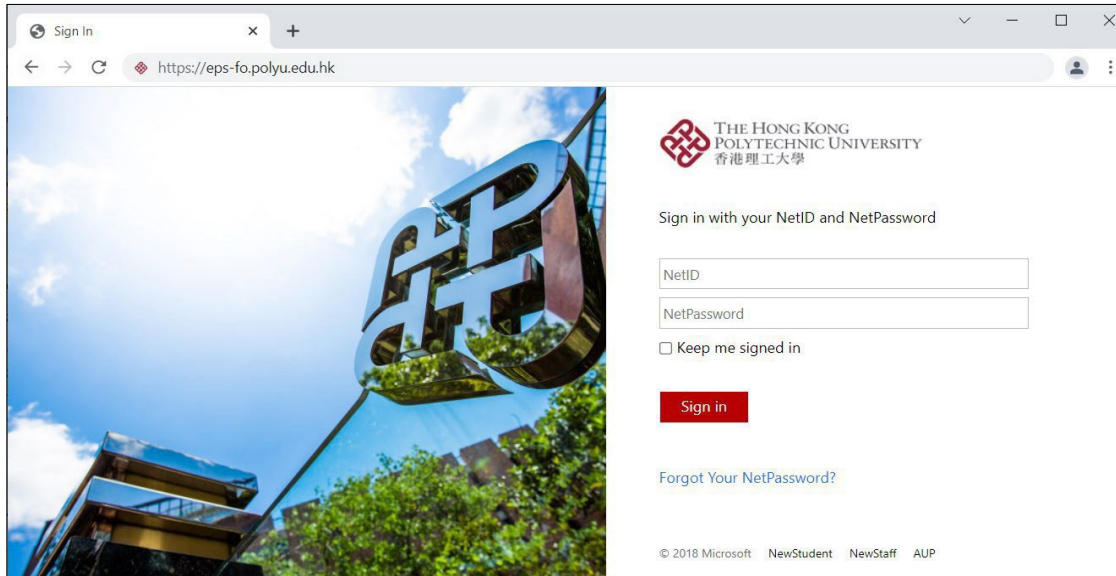 Sign In
https://eps-fo.polyu.edu.hk
THE HONG KONG
POLYTECHNIC UNIVERSITY
香港理工大學
Sign in with your NetID and NetPassword
NetID
NetPassword
Keep me signed in
Sign in
Forgot Your NetPassword?
© 2018 Microsoft NewStudent NewStaff AUP